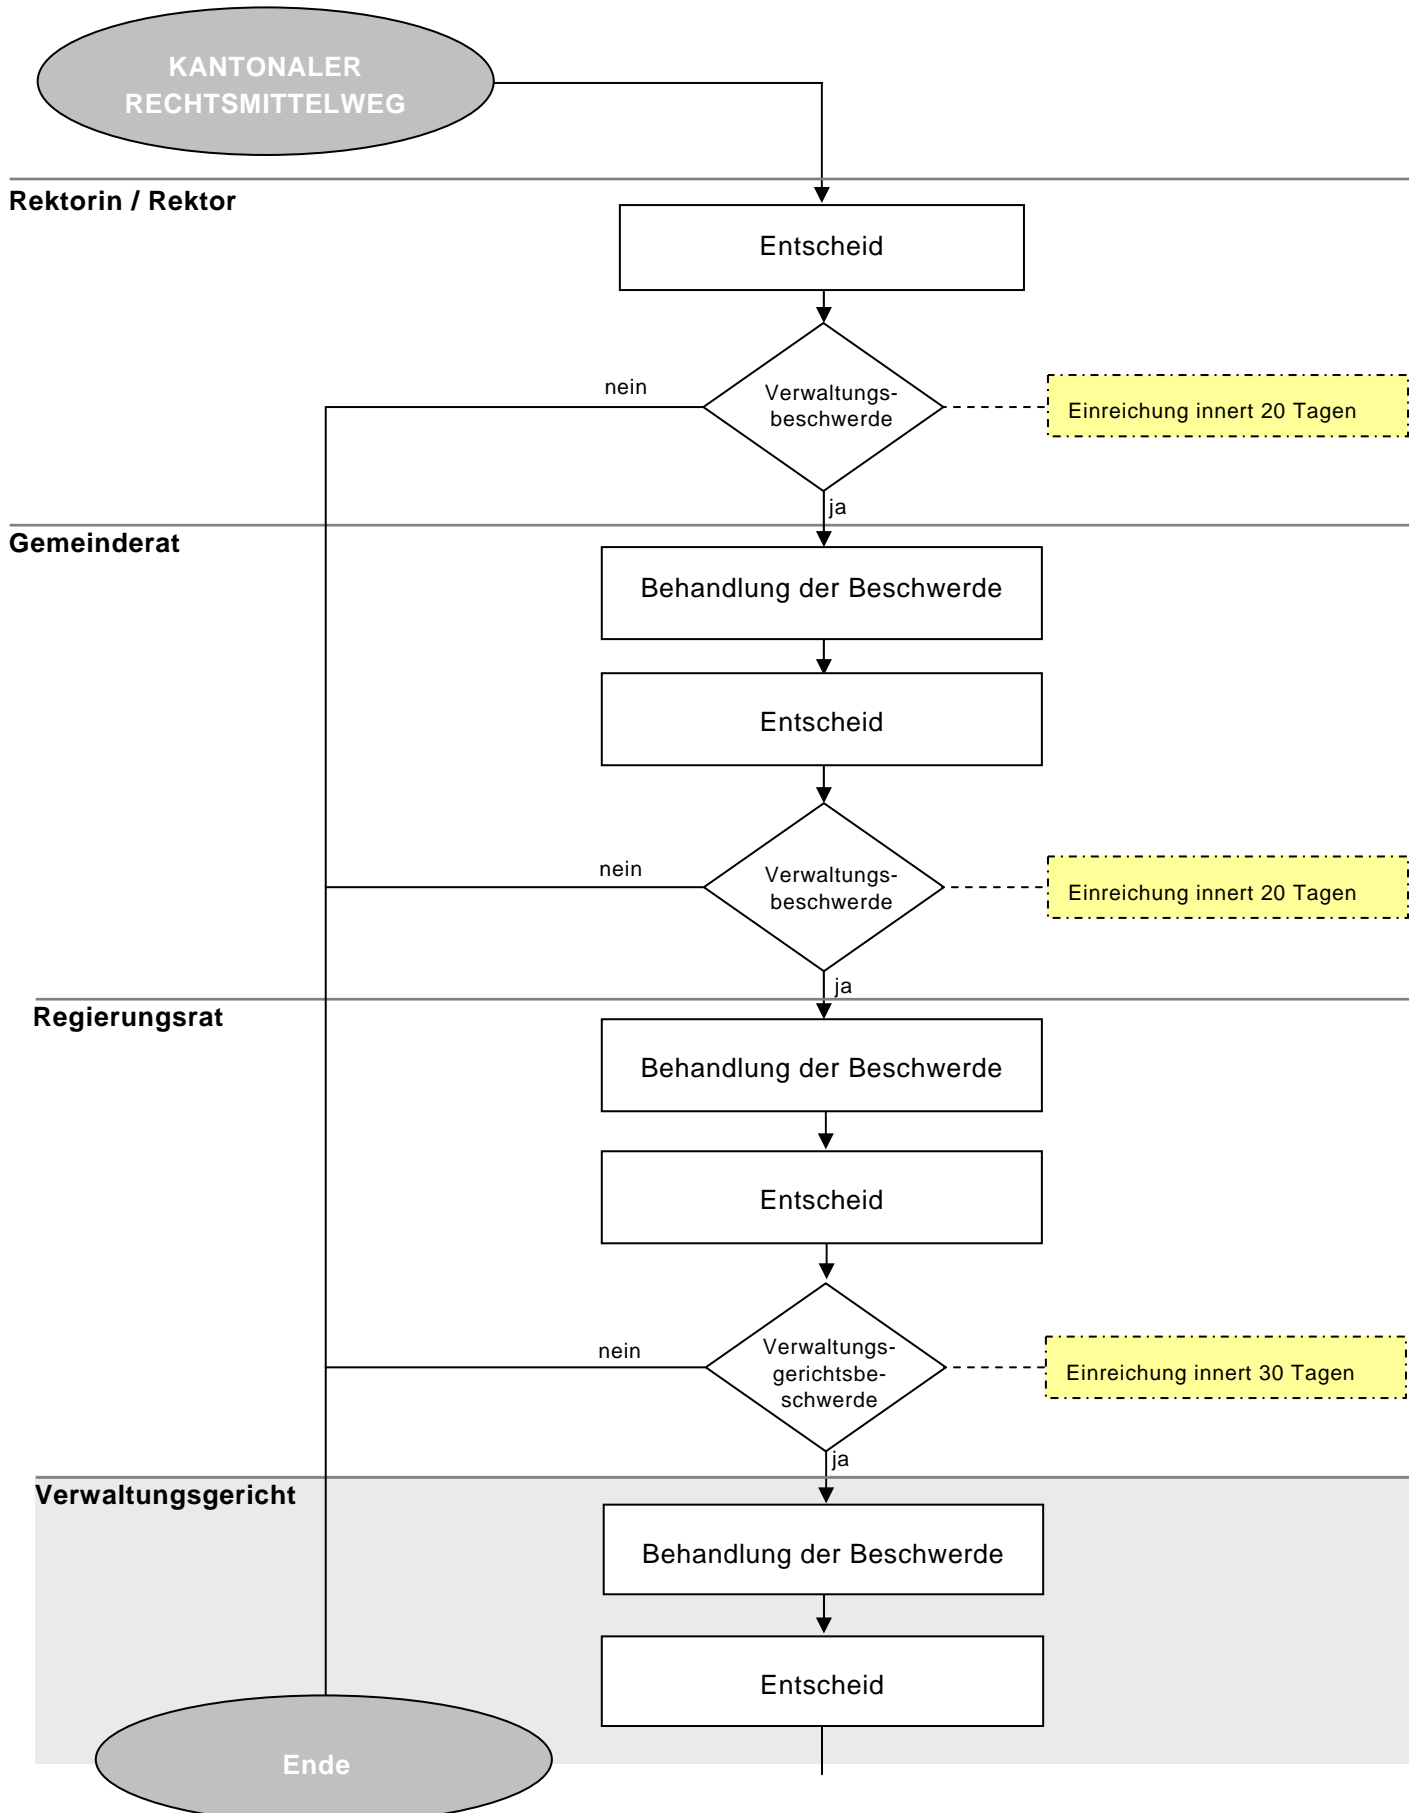 KANTONALER
RECHTSMITTELWEG
Rektorin / Rektor
Entscheid
nein
Verwaltungs-
beschwerde
Einreichung innert 20 Tagen
ja
Gemeinderat
Behandlung der Beschwerde
Entscheid
nein
Verwaltungs-
beschwerde
Einreichung innert 20 Tagen
ja
Regierungsrat
Behandlung der Beschwerde
Entscheid
nein
Verwaltungs-
gerichtsbe-
schwerde
Einreichung innert 30 Tagen
ja
Verwaltungsgericht
Behandlung der Beschwerde
Entscheid
Ende